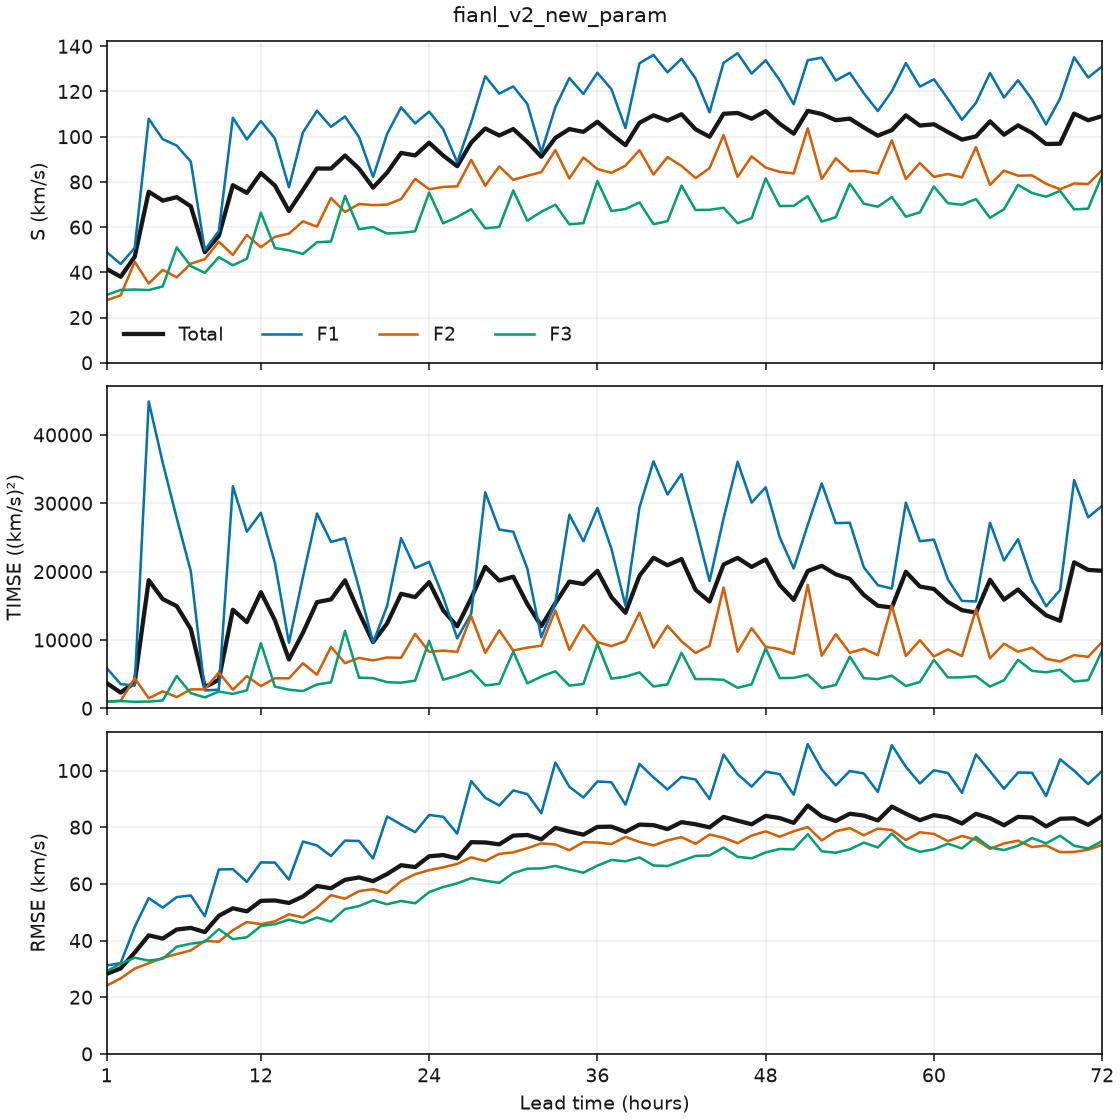 fianl_v2_new_param
S (km/s)
140
120
100
80
60
40
20
0
Total F1 F2 F3
TIMSE ((km/s)²)
40000
30000
20000
10000
0
RMSE (km/s)
100
80
60
40
20
0
1 12 24 36 48 60 72
Lead time (hours)